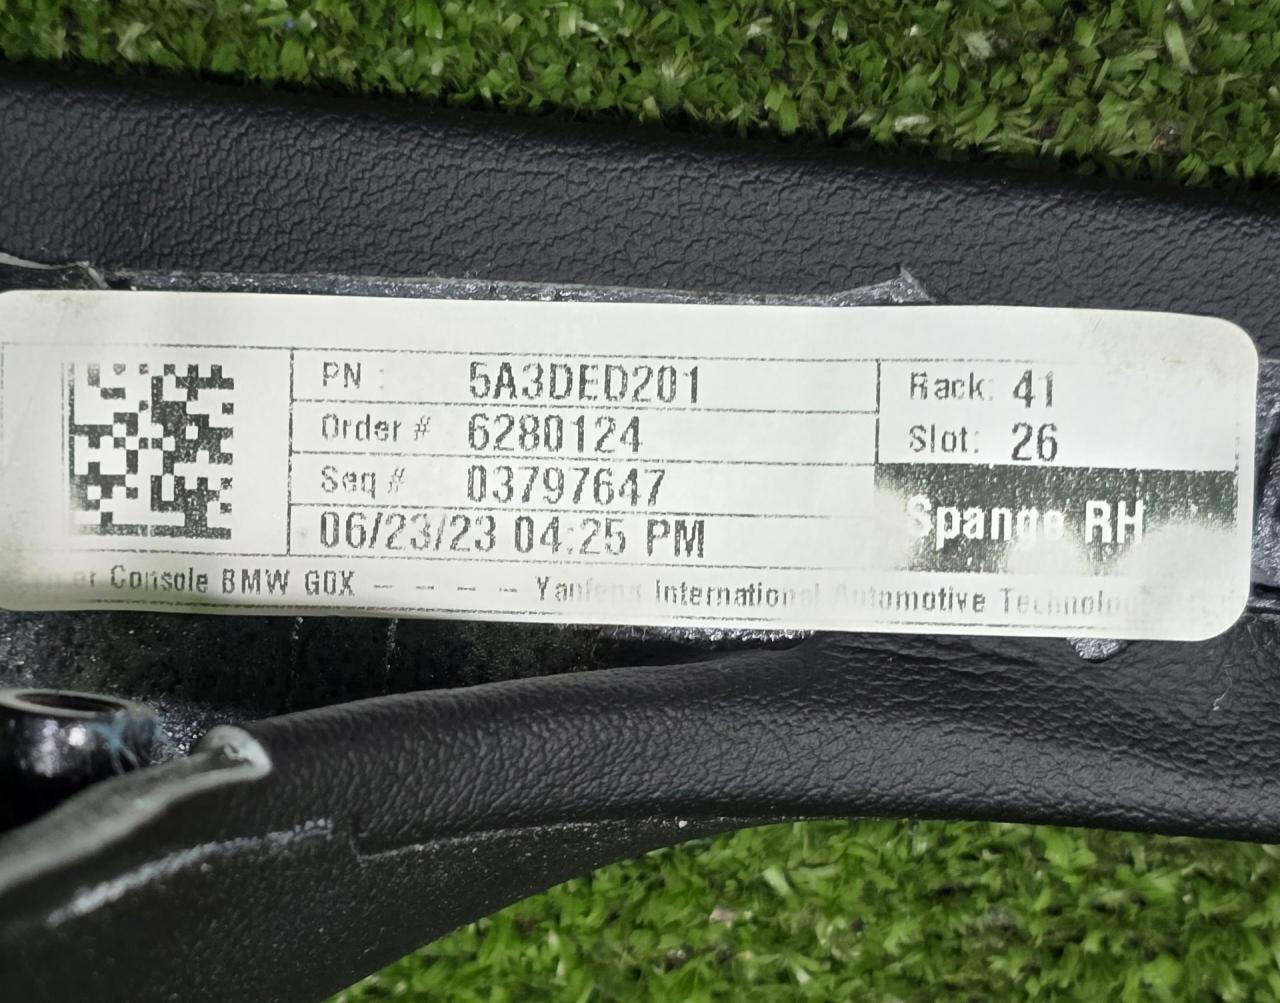 PN : 5A3DED201
Order # 6280124
Seq # 03797647
06/23/23 04:25 PM
Rack: 41
Slot: 26
Spange RH
Console BMW G0X - - - - - Yanfeng International Automotive